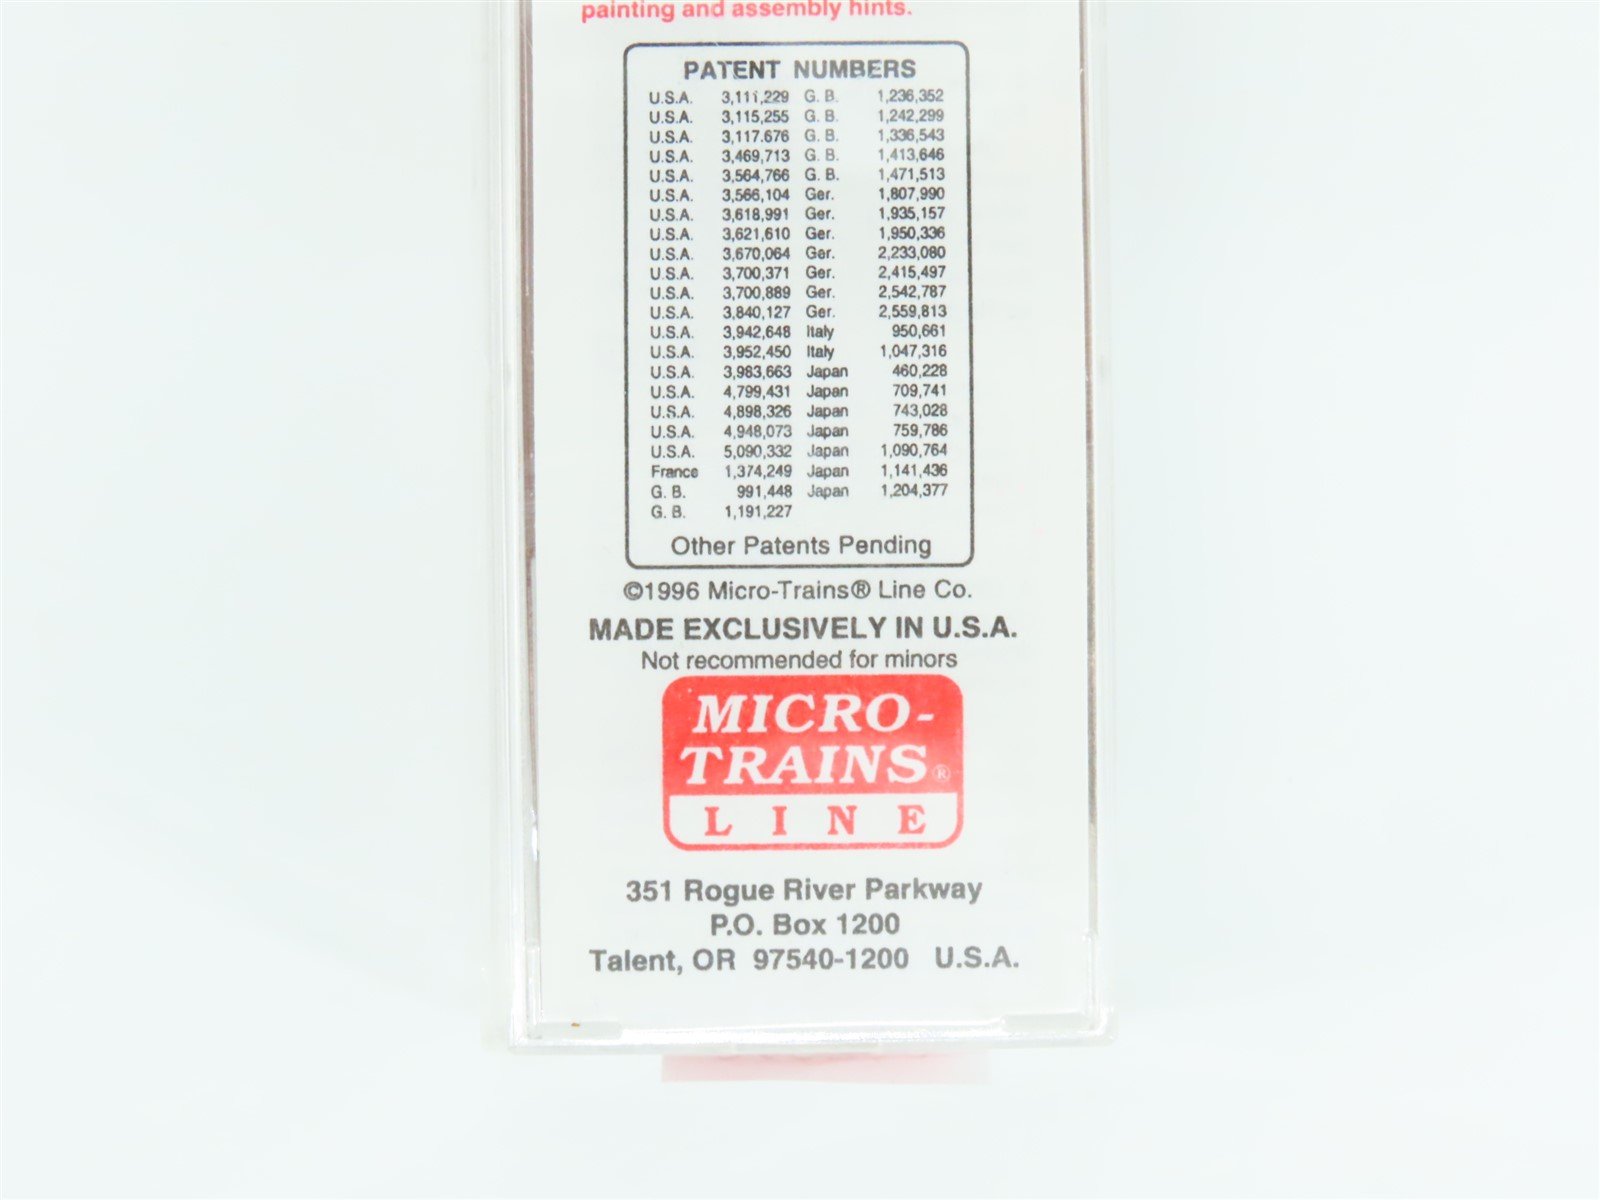 painting and assembly hints.
PATENT NUMBERS
U.S.A. 3,111,229 G. B. 1,236,352
U.S.A. 3,115,255 G. B. 1,242,299
U.S.A. 3,117.676 G. B. 1,336,543
U.S.A. 3,469,713 G. B. 1,413,646
U.S.A. 3,564,766 G. B. 1,471,513
U.S.A. 3,566,104 Ger. 1,807,990
U.S.A. 3,618,991 Ger. 1,935,157
U.S.A. 3,621,610 Ger. 1,950,336
U.S.A. 3,670,064 Ger. 2,233,080
U.S.A. 3,700,371 Ger. 2,415,497
U.S.A. 3,700,889 Ger. 2,542,787
U.S.A. 3,840,127 Ger. 2,559,813
U.S.A. 3,942,648 Italy 950,661
U.S.A. 3,952,450 Italy 1,047,316
U.S.A. 3,983,663 Japan 460,228
U.S.A. 4,799,431 Japan 709,741
U.S.A. 4,898,326 Japan 743,028
U.S.A. 4,948,073 Japan 759,786
U.S.A. 5,090,332 Japan 1,090,764
France 1,374,249 Japan 1,141,436
G. B. 991,448 Japan 1,204,377
G. B. 1,191,227
Other Patents Pending
©1996 Micro-Trains® Line Co.
MADE EXCLUSIVELY IN U.S.A.
Not recommended for minors
MICRO-
TRAINS®
LINE
351 Rogue River Parkway
P.O. Box 1200
Talent, OR 97540-1200 U.S.A.